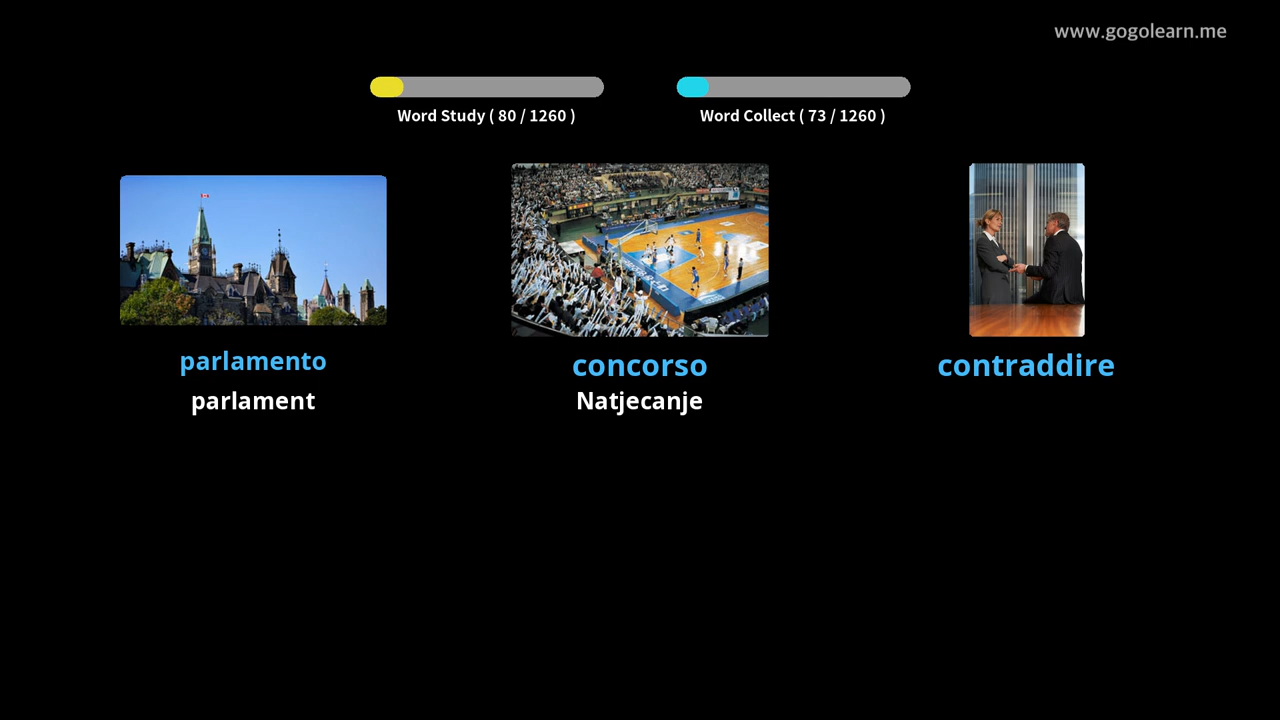 www.gogolearn.me
Word Study ( 80 / 1260 )
Word Collect ( 73 / 1260 )
parlamento
parlament
concorso
Natjecanje
contraddire